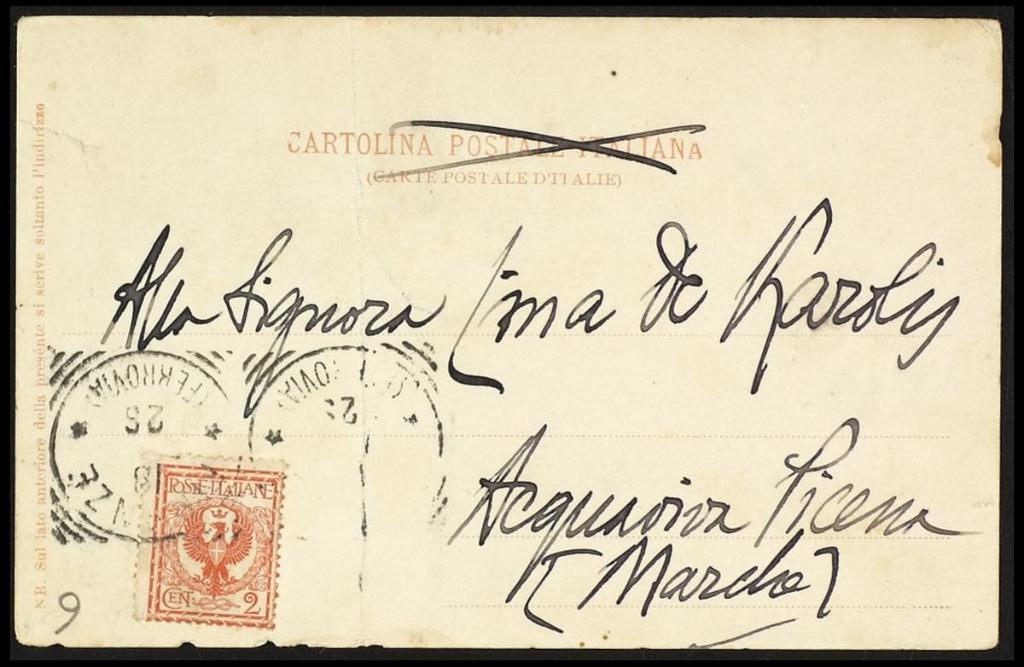 CARTOLINA POSTALE ITALIANA
(CARTE POSTALE D'ITALIE)
Alla Signora Lina De Karolis
Acquaviva Picena
(Marche)
NB. Sul lato anteriore della presente si scrive soltanto l'indirizzo
(FERROVIA)
25
POSTE ITALIANE
CEN. 2
9